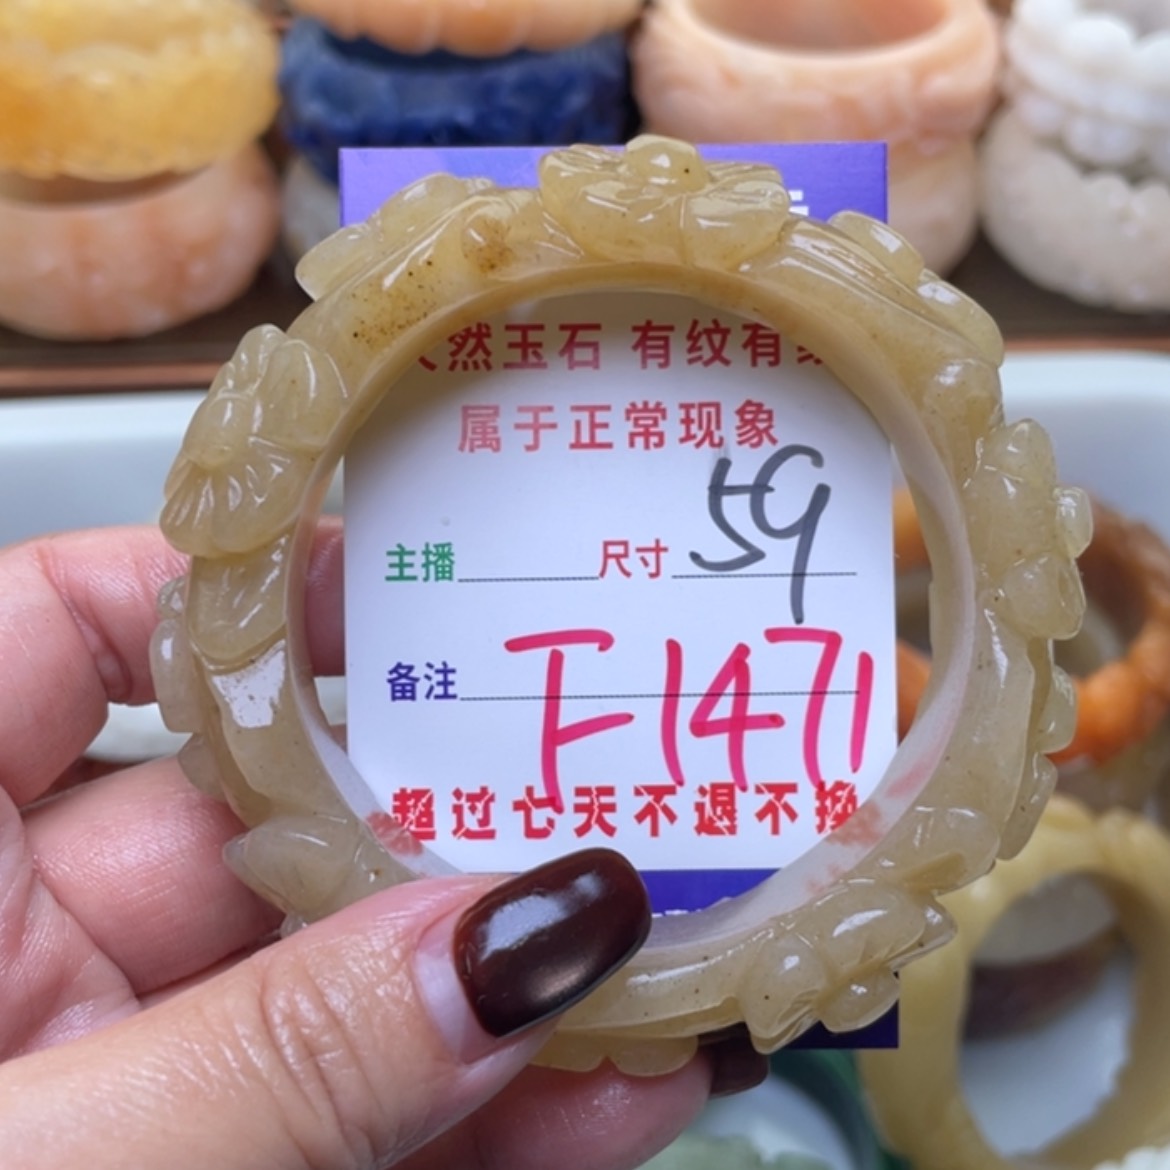 然玉石 有纹有
属于正常现象
主播 尺寸 59
备注 F1471
超过七天不退不换